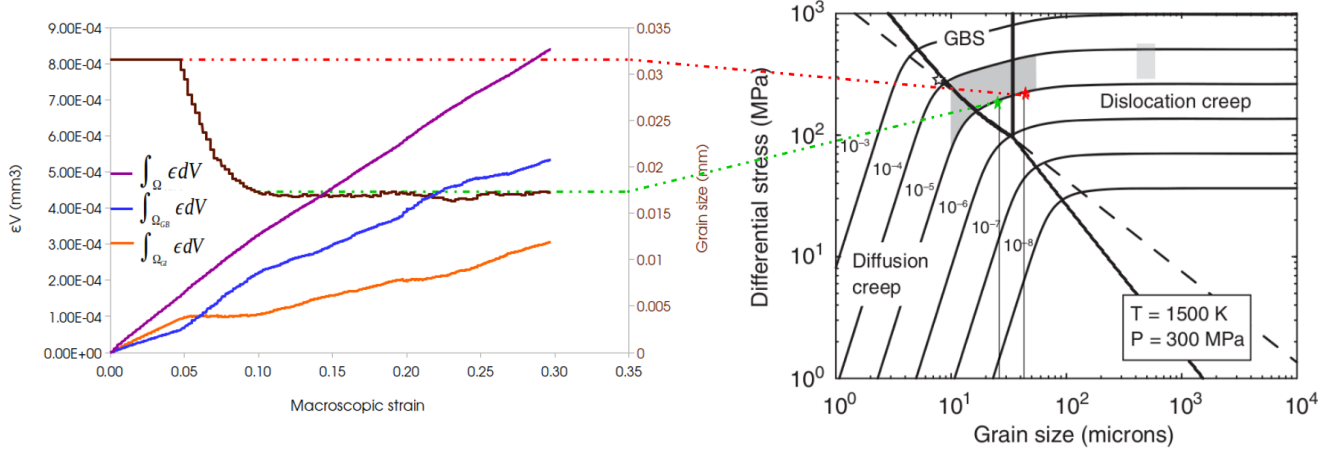 9.00E-04
8.00E-04
7.00E-04
6.00E-04
5.00E-04
4.00E-04
3.00E-04
2.00E-04
1.00E-04
0.00E+00
εV (mm3)
∫Ω ϵdV
∫ΩGB ϵdV
∫ΩGI ϵdV
0.00 0.05 0.10 0.15 0.20 0.25 0.30 0.35
Macroscopic strain
0.035
0.03
0.025
0.02
0.015
0.01
0.005
0
Grain size (mm)
10³
10²
10¹
10⁰
Differential stress (MPa)
GBS
Dislocation creep
10⁻³
10⁻⁴
10⁻⁵
10⁻⁶
10⁻⁷
10⁻⁸
Diffusion
creep
T = 1500 K
P = 300 MPa
10⁰ 10¹ 10² 10³ 10⁴
Grain size (microns)